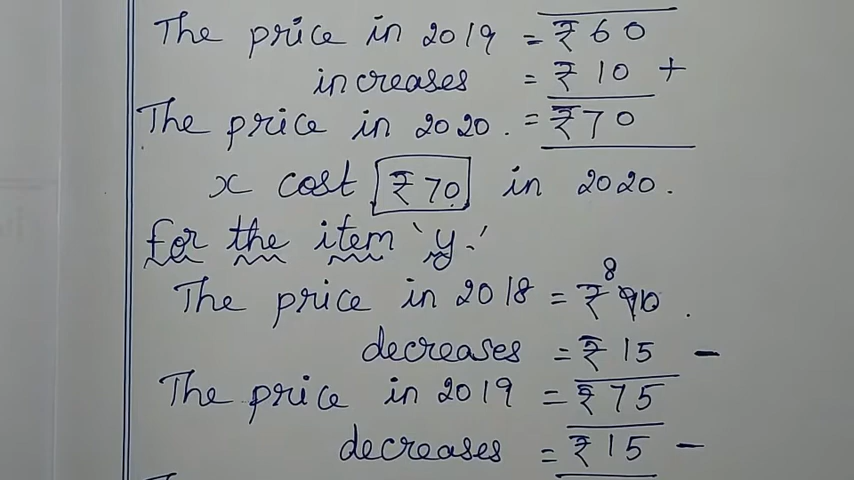 The price in 2019 = ₹60
increases = ₹10 +
The price in 2020. = ₹70
x cost ₹70 in 2020.
for the item 'y.'
8
The price in 2018 = ₹90.
decreases = ₹15 −
The price in 2019 = ₹75
decreases = ₹15 −